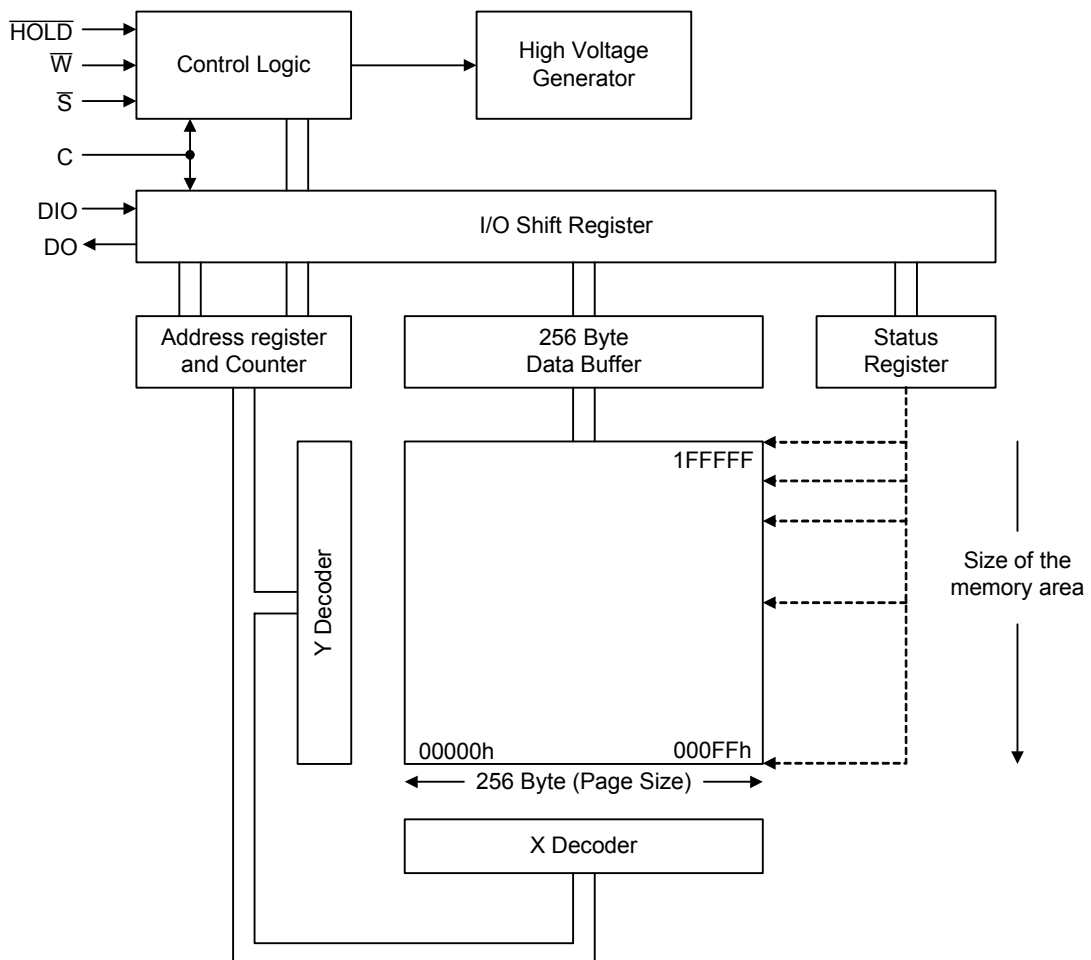 H̅O̅L̅D̅
W̅
S̅
C
DIO
DO
Control Logic
High Voltage
Generator
I/O Shift Register
Address register
and Counter
256 Byte
Data Buffer
Status
Register
1FFFFF
Y Decoder
Size of the
memory area
00000h
000FFh
256 Byte (Page Size)
X Decoder